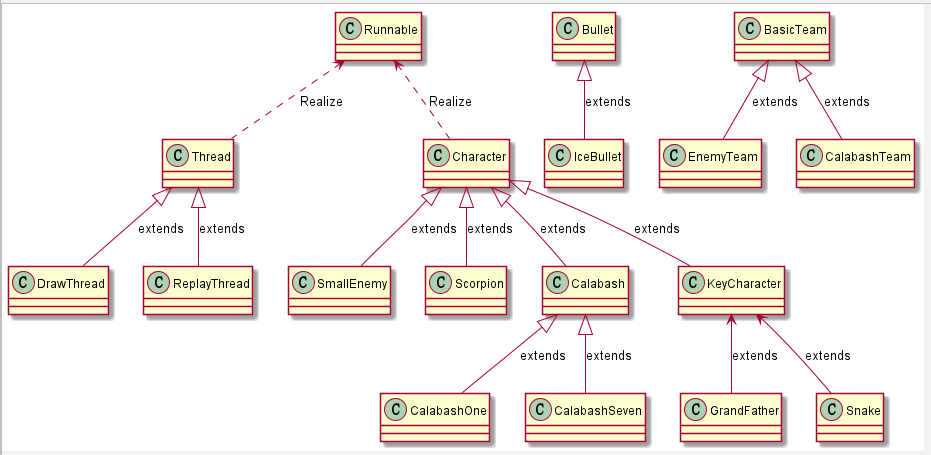 C Runnable
C Bullet
C BasicTeam
Realize
Realize
extends
extends
extends
C Thread
C Character
C IceBullet
C EnemyTeam
C CalabashTeam
extends
extends
extends
extends
extends
extends
C DrawThread
C ReplayThread
C SmallEnemy
C Scorpion
C Calabash
C KeyCharacter
extends
extends
extends
extends
C CalabashOne
C CalabashSeven
C GrandFather
C Snake